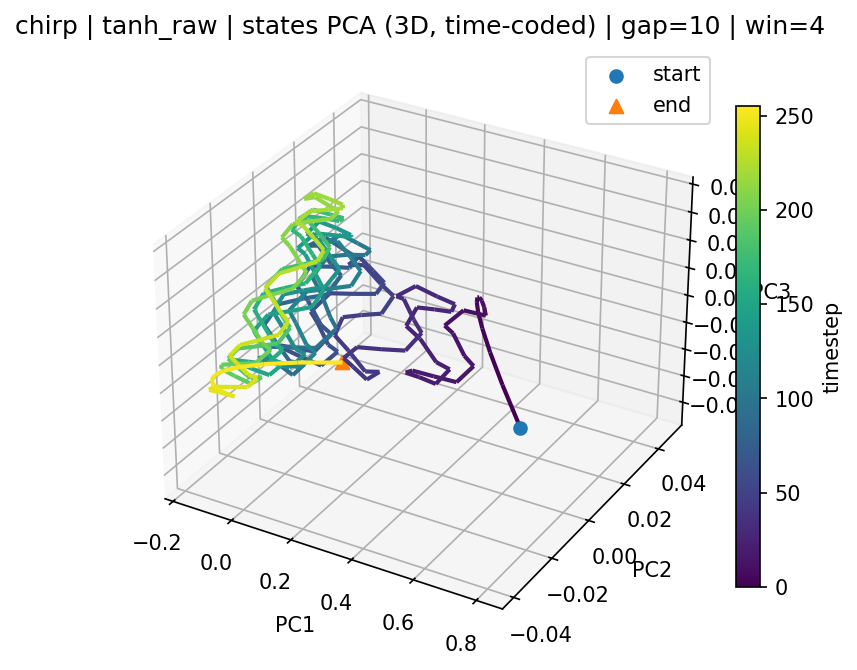 chirp | tanh_raw | states PCA (3D, time-coded) | gap=10 | win=4
start
end
250
200
150
100
50
0
timestep
PC3
0.04
0.02
0.00
−0.02
−0.04
PC2
−0.2
0.0
0.2
0.4
0.6
0.8
PC1